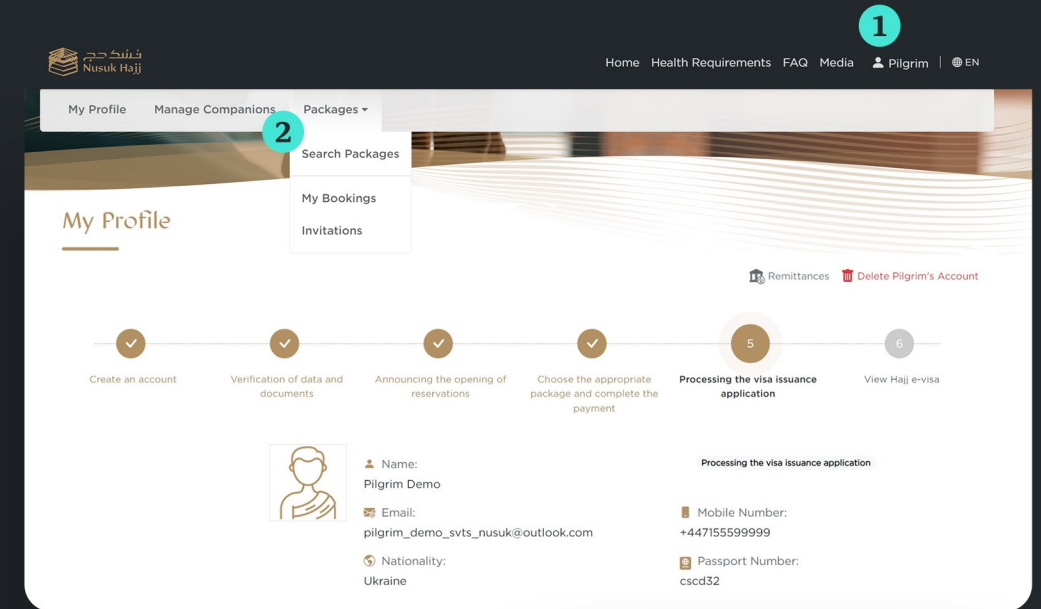 1
نسك حج
Nusuk Hajj
Home Health Requirements FAQ Media Pilgrim EN
My Profile Manage Companions Packages
2
Search Packages
My Bookings
Invitations
My Profile
Remittances Delete Pilgrim's Account
5 6
Create an account
Verification of data and
documents
Announcing the opening of
reservations
Choose the appropriate
package and complete the
payment
Processing the visa issuance
application
View Hajj e-visa
Processing the visa issuance application
Name:
Pilgrim Demo
Email:
pilgrim_demo_svts_nusuk@outlook.com
Mobile Number:
+447155599999
Nationality:
Ukraine
Passport Number:
cscd32